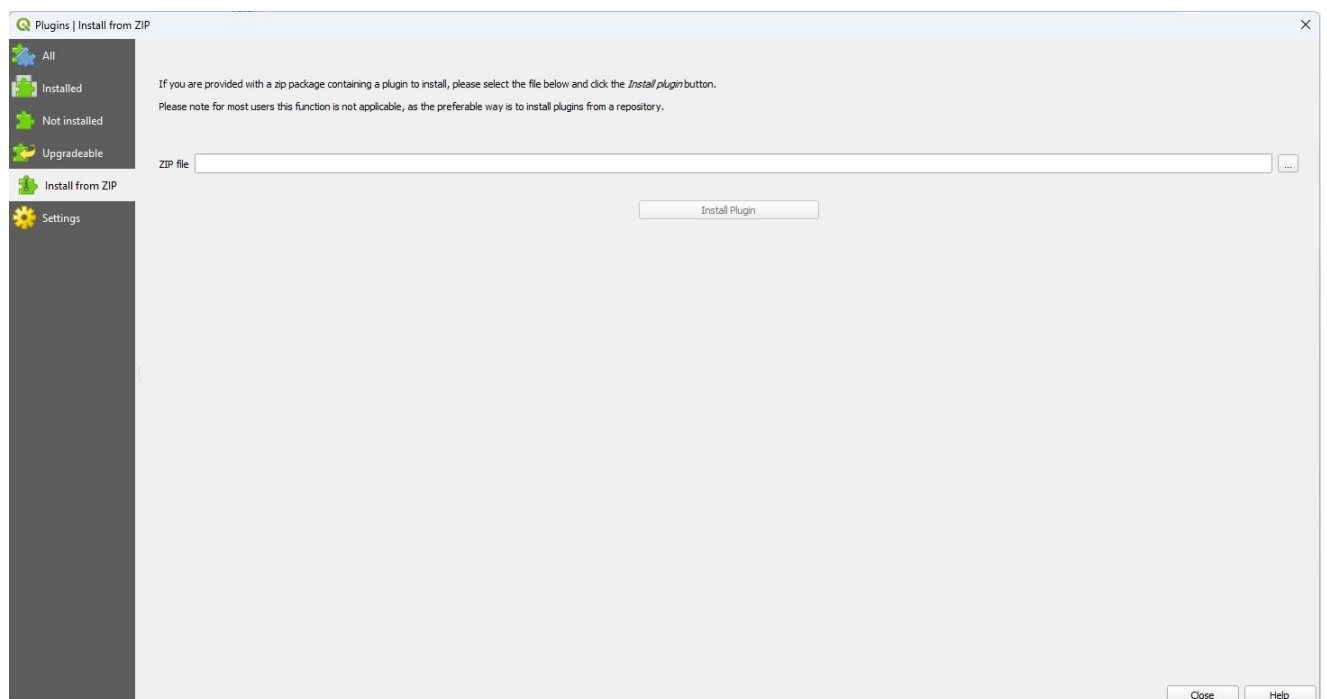 Plugins | Install from ZIP
All
Installed
Not installed
Upgradeable
Install from ZIP
Settings
If you are provided with a zip package containing a plugin to install, please select the file below and click the Install plugin button.
Please note for most users this function is not applicable, as the preferable way is to install plugins from a repository.
ZIP file
...
Install Plugin
Close
Help